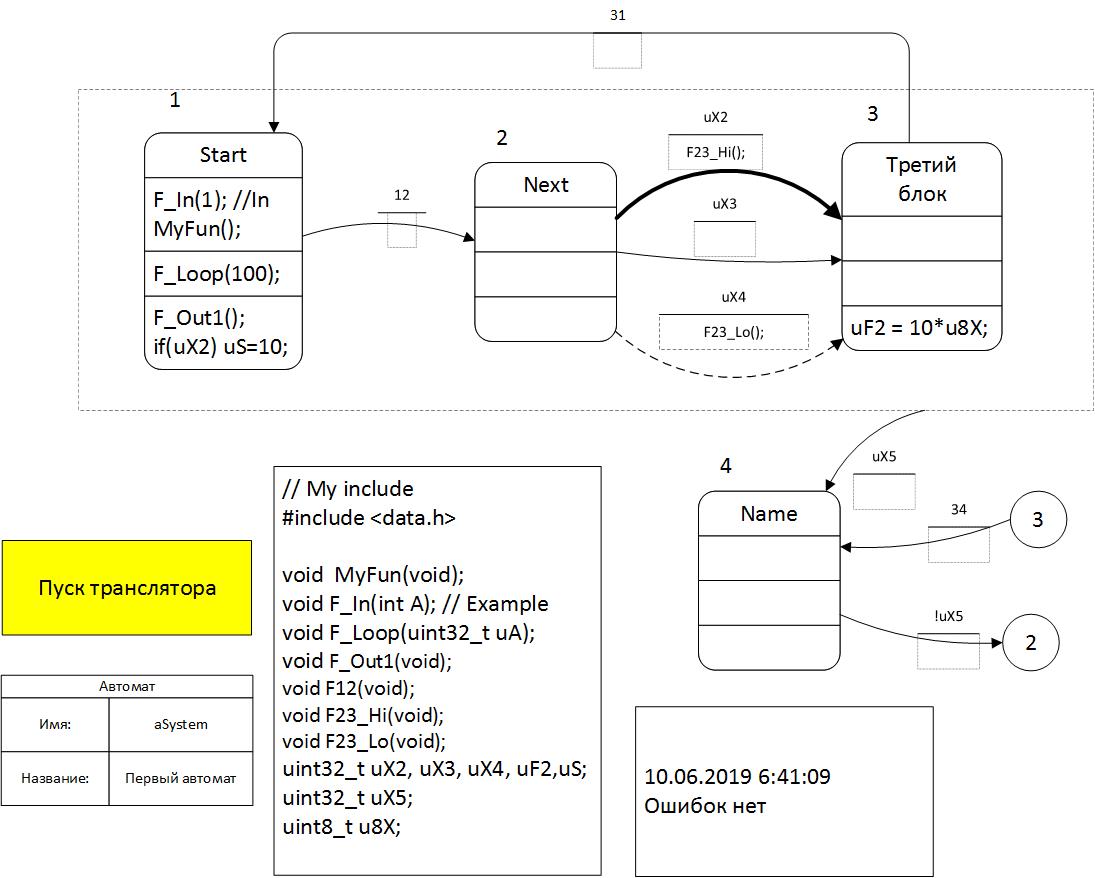 31
1
Start
F_In(1); //In
MyFun();
F_Loop(100);
F_Out1();
if(uX2) uS=10;
12
2
Next
uX2
F23_Hi();
uX3
uX4
F23_Lo();
3
Третий
блок
uF2 = 10*u8X;
uX5
4
Name
34
3
!uX5
2
Пуск транслятора
Автомат
Имя:
aSystem
Название:
Первый автомат
// My include
#include <data.h>
void  MyFun(void);
void F_In(int A); // Example
void F_Loop(uint32_t uA);
void F_Out1(void);
void F12(void);
void F23_Hi(void);
void F23_Lo(void);
uint32_t uX2, uX3, uX4, uF2,uS;
uint32_t uX5;
uint8_t u8X;
10.06.2019 6:41:09
Ошибок нет